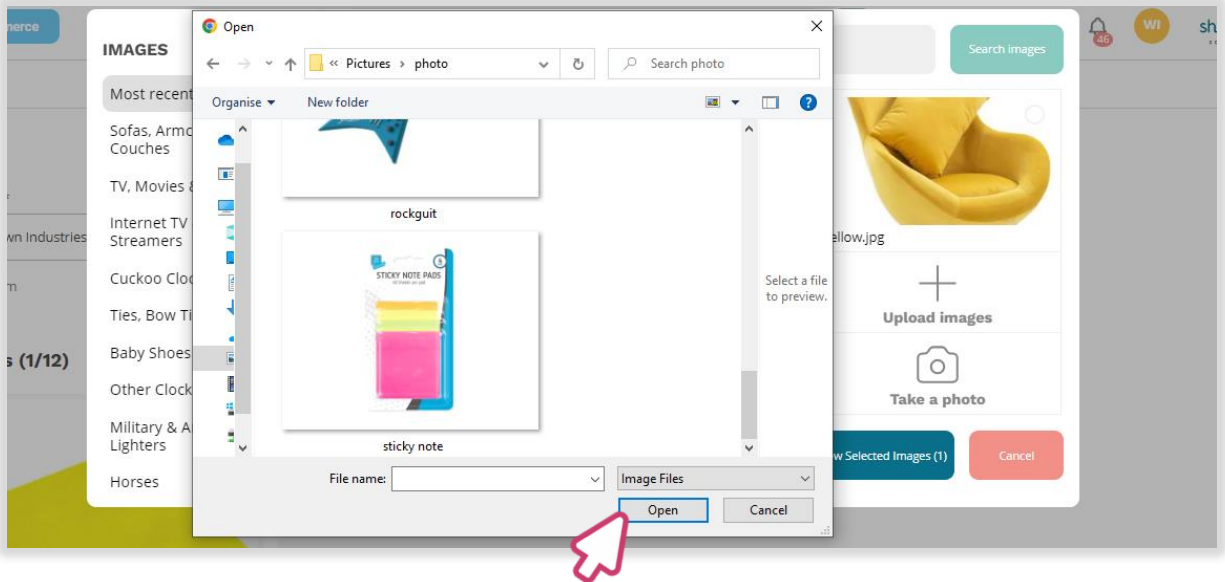 nerce
IMAGES
Most recent
Sofas, Armc
Couches
TV, Movies &
Internet TV
Streamers
Cuckoo Cloc
Ties, Bow Ti
Baby Shoes
Other Clock
Military & A
Lighters
Horses
wn Industries
m
s (1/12)
Open
« Pictures › photo
Search photo
Organise
New folder
rockguit
STICKY NOTE PADS
sticky note
Select a file
to preview.
File name:
Image Files
Open
Cancel
Search images
46
WI
sh
ellow.jpg
Upload images
Take a photo
w Selected Images (1)
Cancel